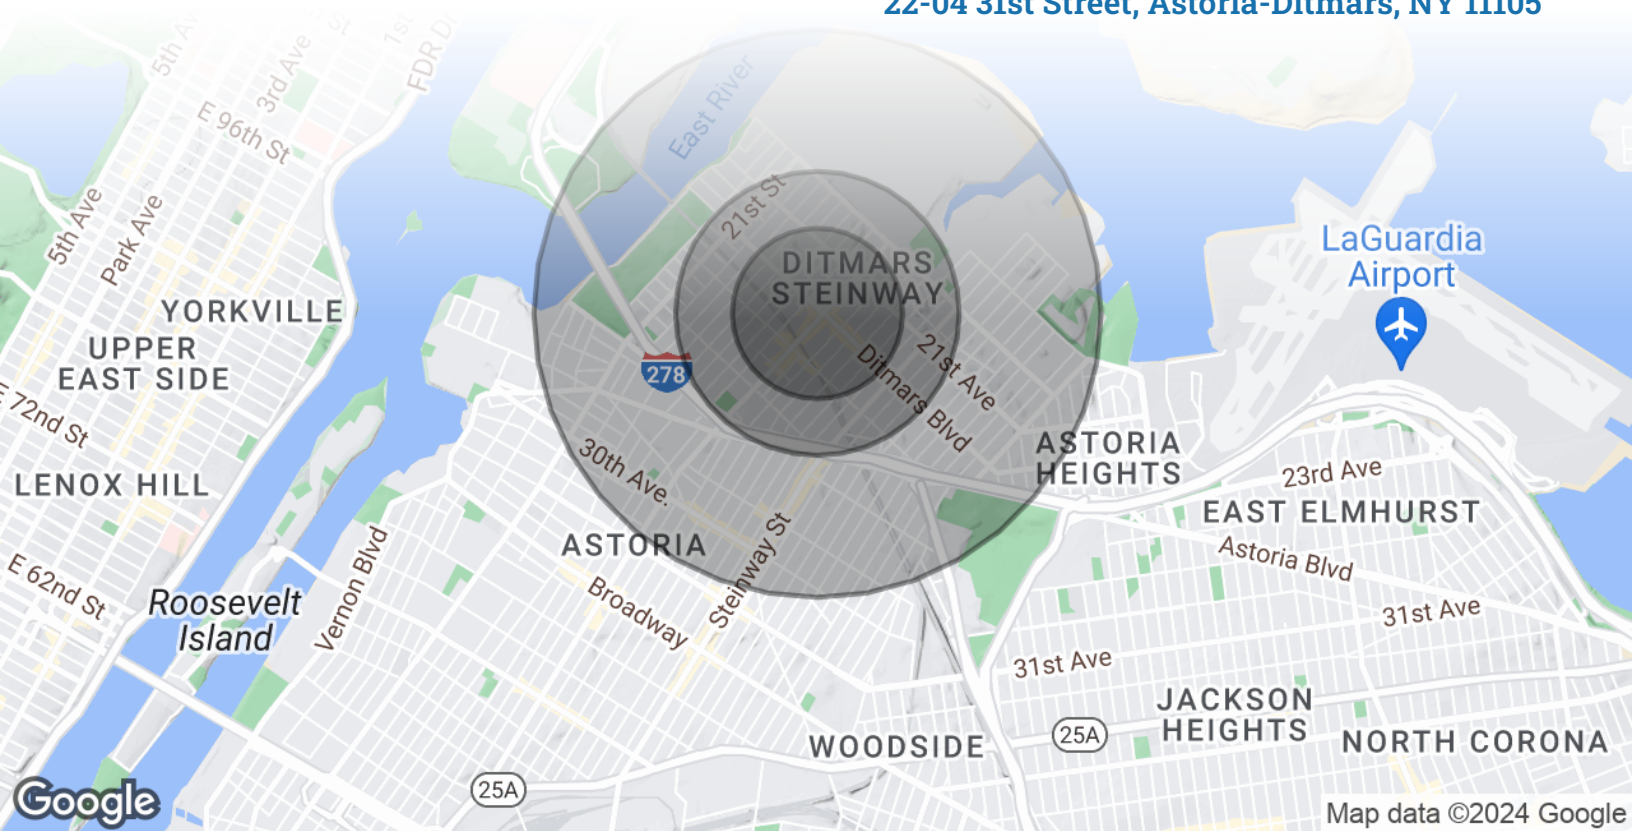 22-04 31st Street, Astoria-Ditmars, NY 11105
5th Ave
3rd Ave
St
1st
FDR Dr
E 96th St
East River
5th Ave
Park Ave
21st St
DITMARS
STEINWAY
LaGuardia
Airport
YORKVILLE
UPPER
EAST SIDE
278
21st Ave
Ditmars Blvd
E 72nd St
30th Ave.
ASTORIA
HEIGHTS
23rd Ave
LENOX HILL
EAST ELMHURST
ASTORIA
Steinway St
Astoria Blvd
Vernon Blvd
E 62nd St
Roosevelt
Island
Broadway
31st Ave
31st Ave
JACKSON
HEIGHTS
25A
WOODSIDE
NORTH CORONA
25A
Google
Map data ©2024 Google